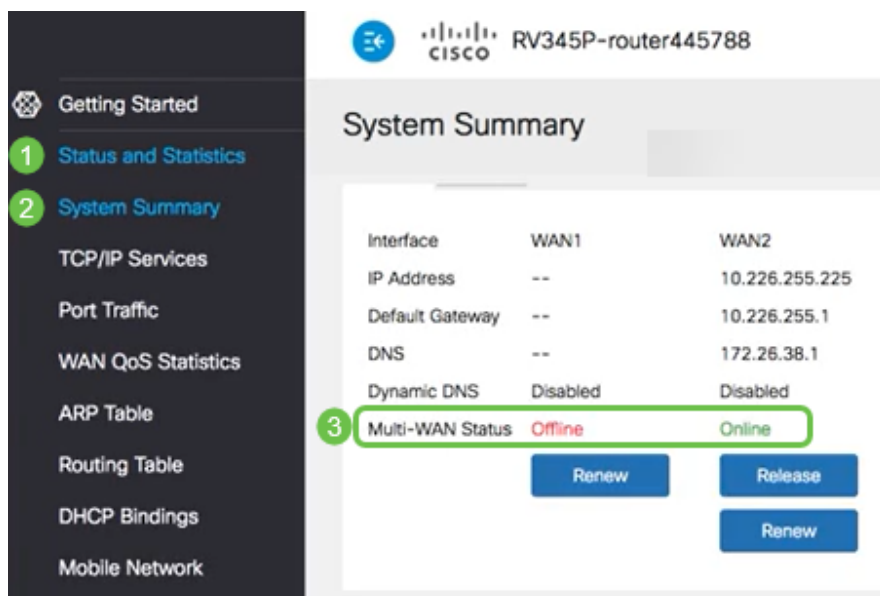 CISCO RV345P-router445788
Getting Started
1 Status and Statistics
2 System Summary
TCP/IP Services
Port Traffic
WAN QoS Statistics
ARP Table
Routing Table
DHCP Bindings
Mobile Network
System Summary
Interface WAN1 WAN2
IP Address -- 10.226.255.225
Default Gateway -- 10.226.255.1
DNS -- 172.26.38.1
Dynamic DNS Disabled Disabled
3 Multi-WAN Status Offline Online
Renew Release
Renew